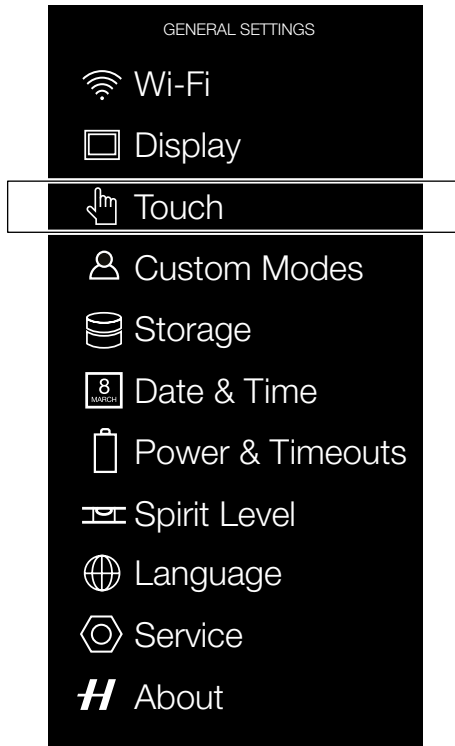 GENERAL SETTINGS
Wi-Fi
Display
Touch
Custom Modes
Storage
8
MARCH
Date & Time
Power & Timeouts
Spirit Level
Language
Service
H About